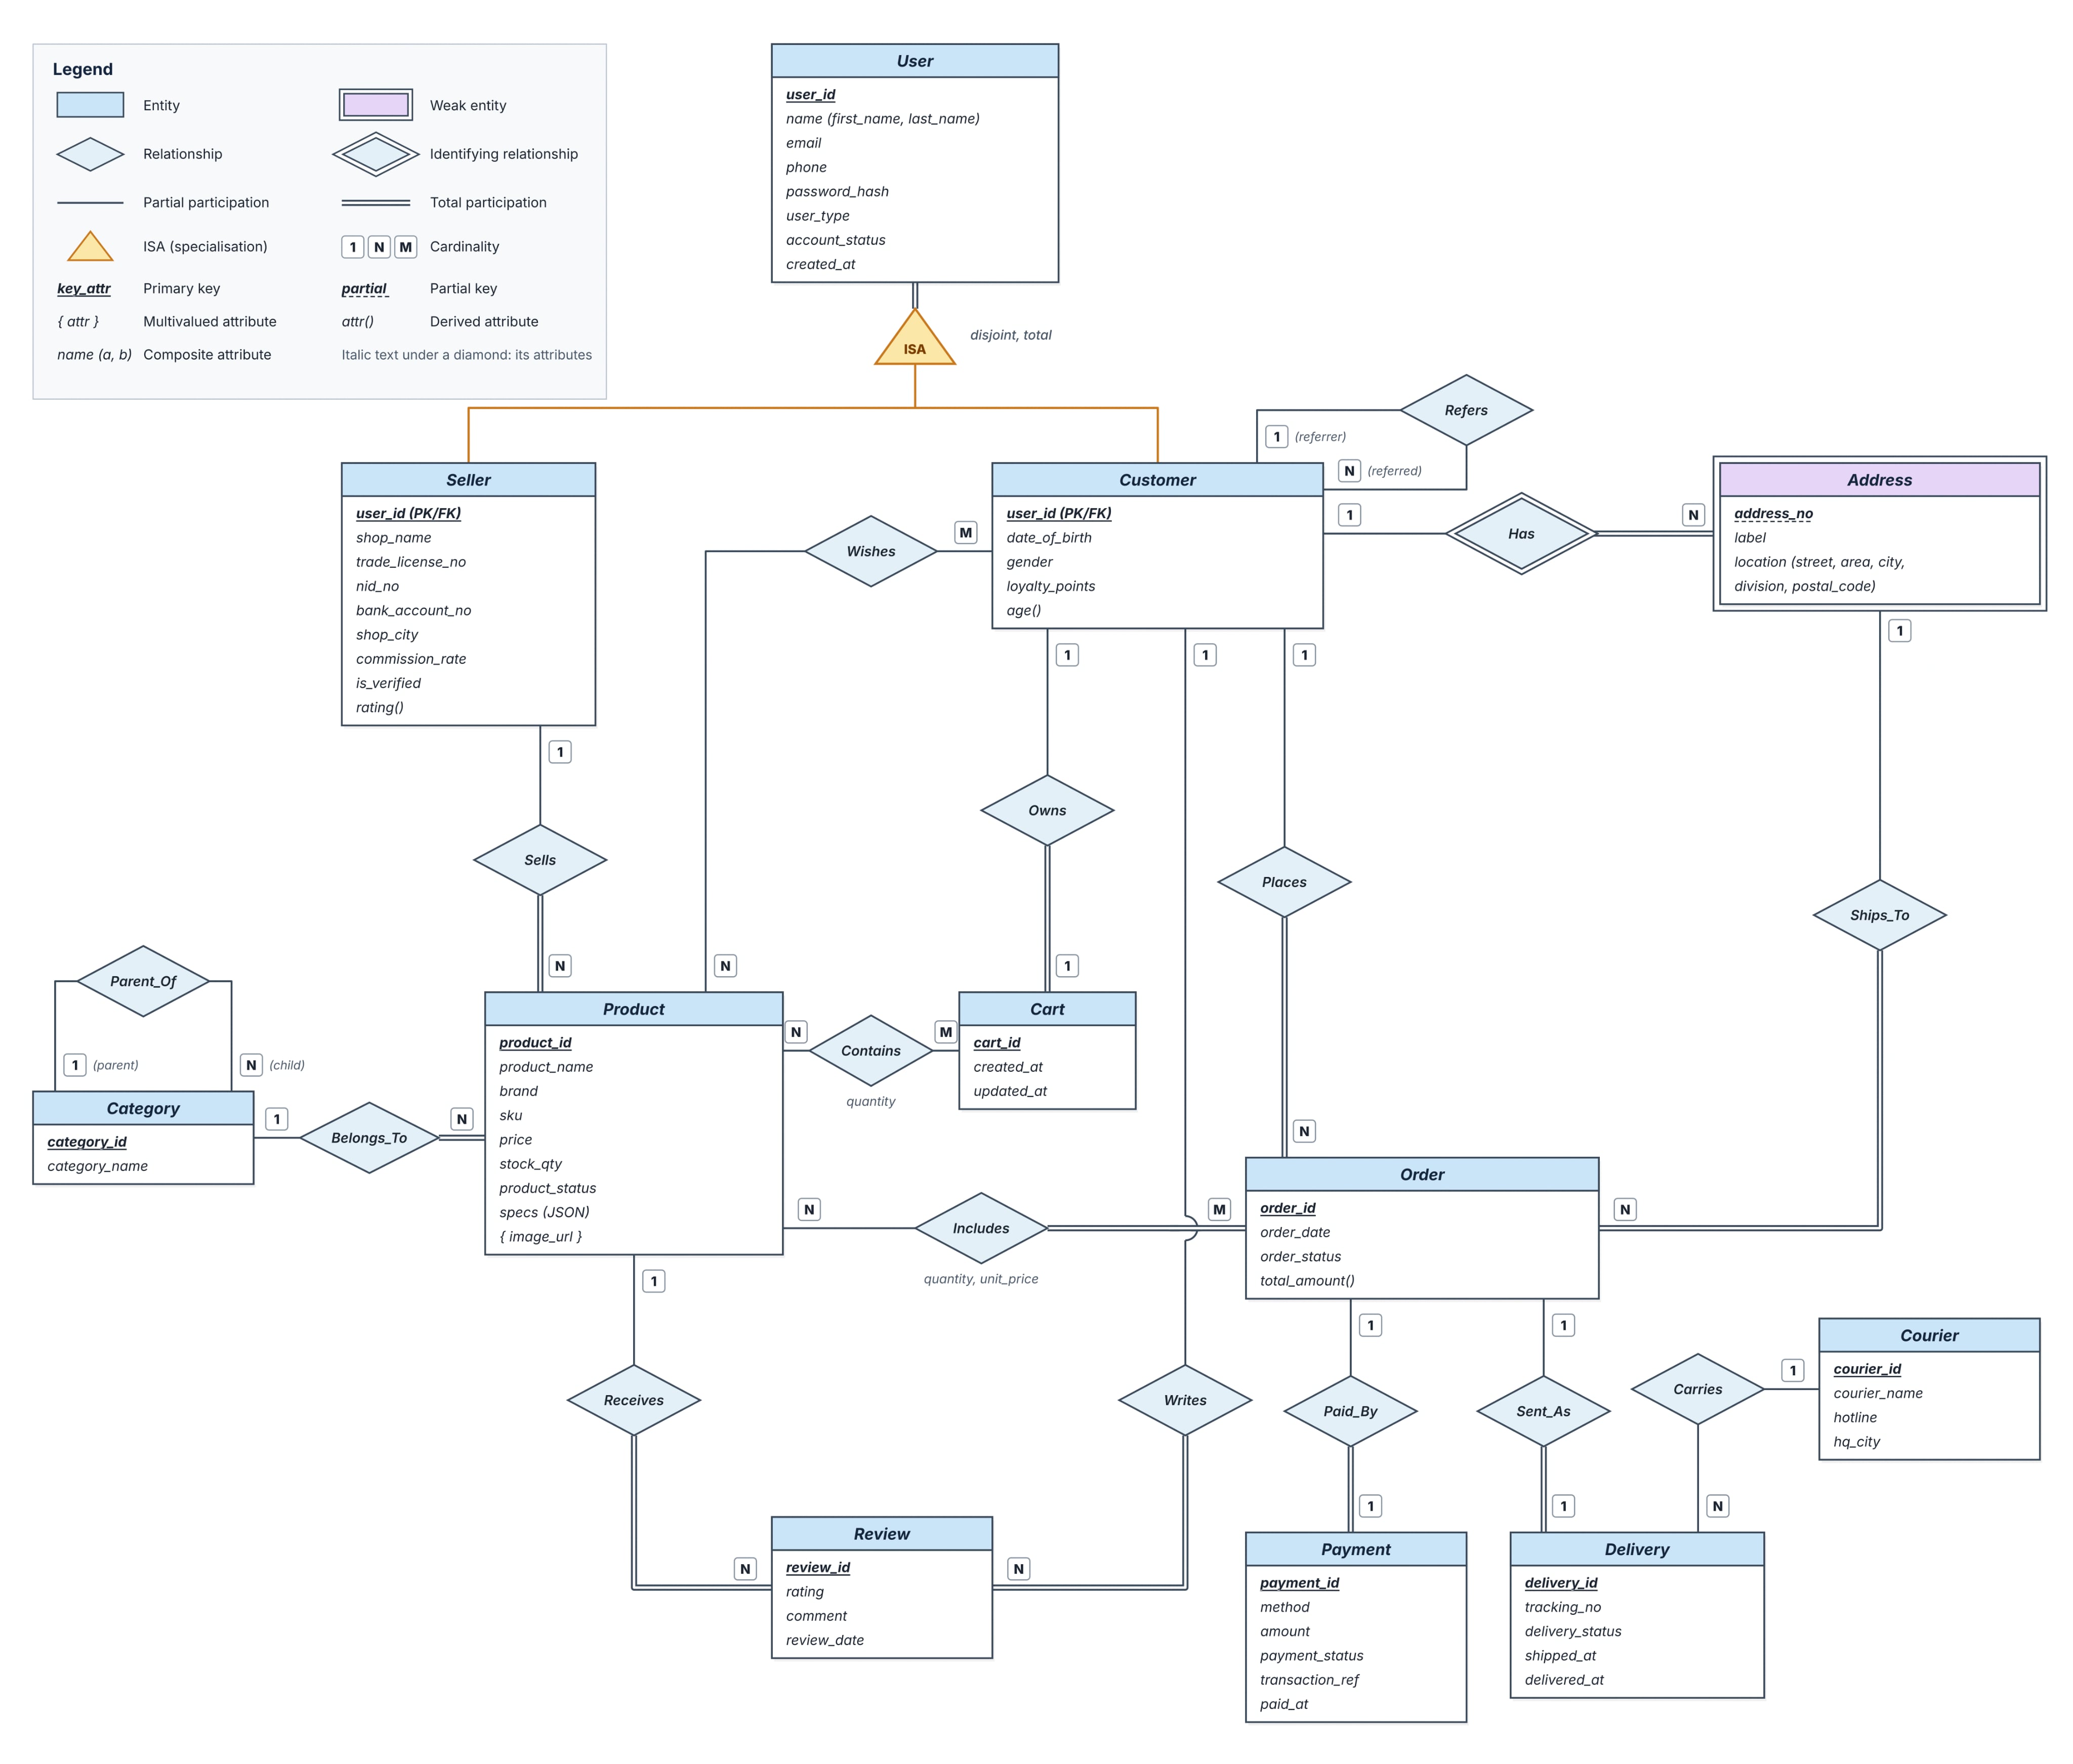 Legend
Entity
Weak entity
Relationship
Identifying relationship
Partial participation
Total participation
ISA (specialisation)
1 N M Cardinality
key_attr Primary key
partial Partial key
{ attr } Multivalued attribute
attr() Derived attribute
name (a, b) Composite attribute
Italic text under a diamond: its attributes
User
user_id
name (first_name, last_name)
email
phone
password_hash
user_type
account_status
created_at
ISA
disjoint, total
Refers
1 (referrer)
N (referred)
Seller
user_id (PK/FK)
shop_name
trade_license_no
nid_no
bank_account_no
shop_city
commission_rate
is_verified
rating()
1
Wishes
M
N
Customer
user_id (PK/FK)
date_of_birth
gender
loyalty_points
age()
1
1
1
1
Has
N
Address
address_no
label
location (street, area, city,
division, postal_code)
1
Sells
N
Owns
1
Places
N
Ships_To
N
Parent_Of
1 (parent)
N (child)
Category
category_id
category_name
1
Belongs_To
N
Product
product_id
product_name
brand
sku
price
stock_qty
product_status
specs (JSON)
{ image_url }
N
Contains
M
quantity
Cart
cart_id
created_at
updated_at
N
Includes
M
quantity, unit_price
Order
order_id
order_date
order_status
total_amount()
1
1
1
Receives
N
Writes
N
Paid_By
1
Sent_As
1
Carries
1
N
Courier
courier_id
courier_name
hotline
hq_city
Review
review_id
rating
comment
review_date
Payment
payment_id
method
amount
payment_status
transaction_ref
paid_at
Delivery
delivery_id
tracking_no
delivery_status
shipped_at
delivered_at